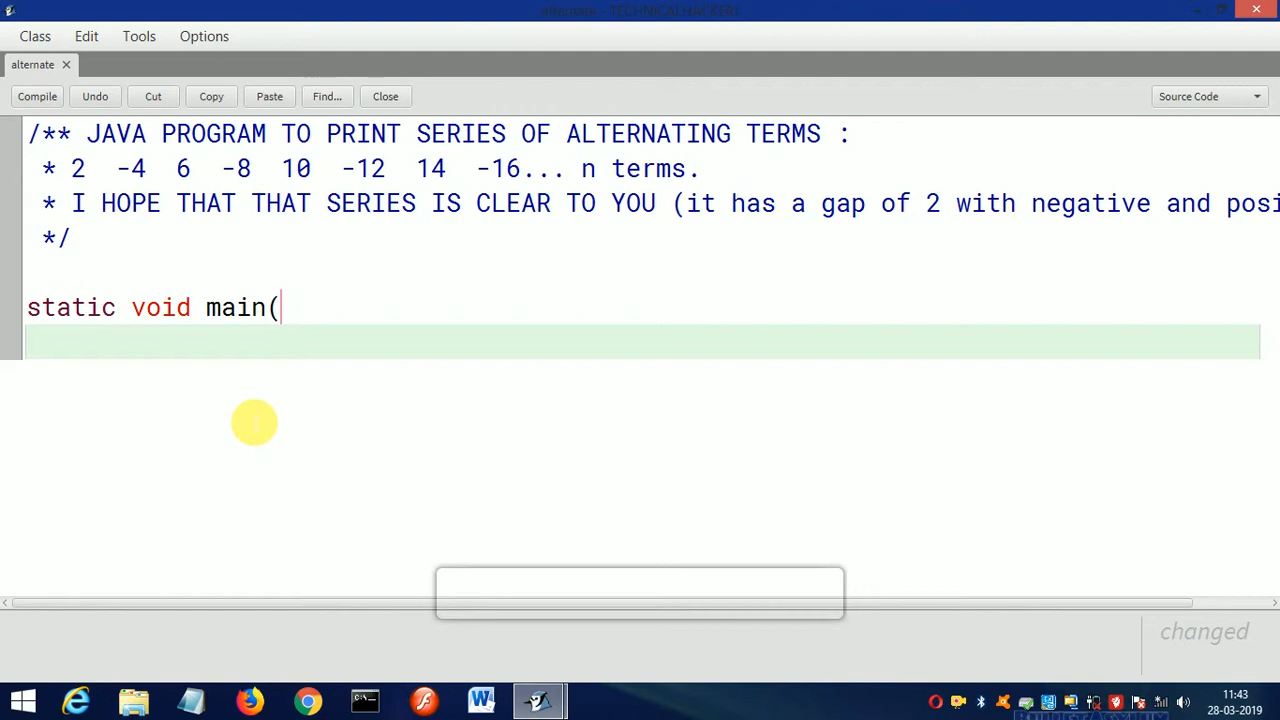 alternate - TECHNICALHACKER01
Class Edit Tools Options
alternate
Compile Undo Cut Copy Paste Find... Close Source Code
/** JAVA PROGRAM TO PRINT SERIES OF ALTERNATING TERMS :
* 2 -4 6 -8 10 -12 14 -16... n terms.
* I HOPE THAT THAT SERIES IS CLEAR TO YOU (it has a gap of 2 with negative and posi
*/
static void main(
changed
11:43
28-03-2019